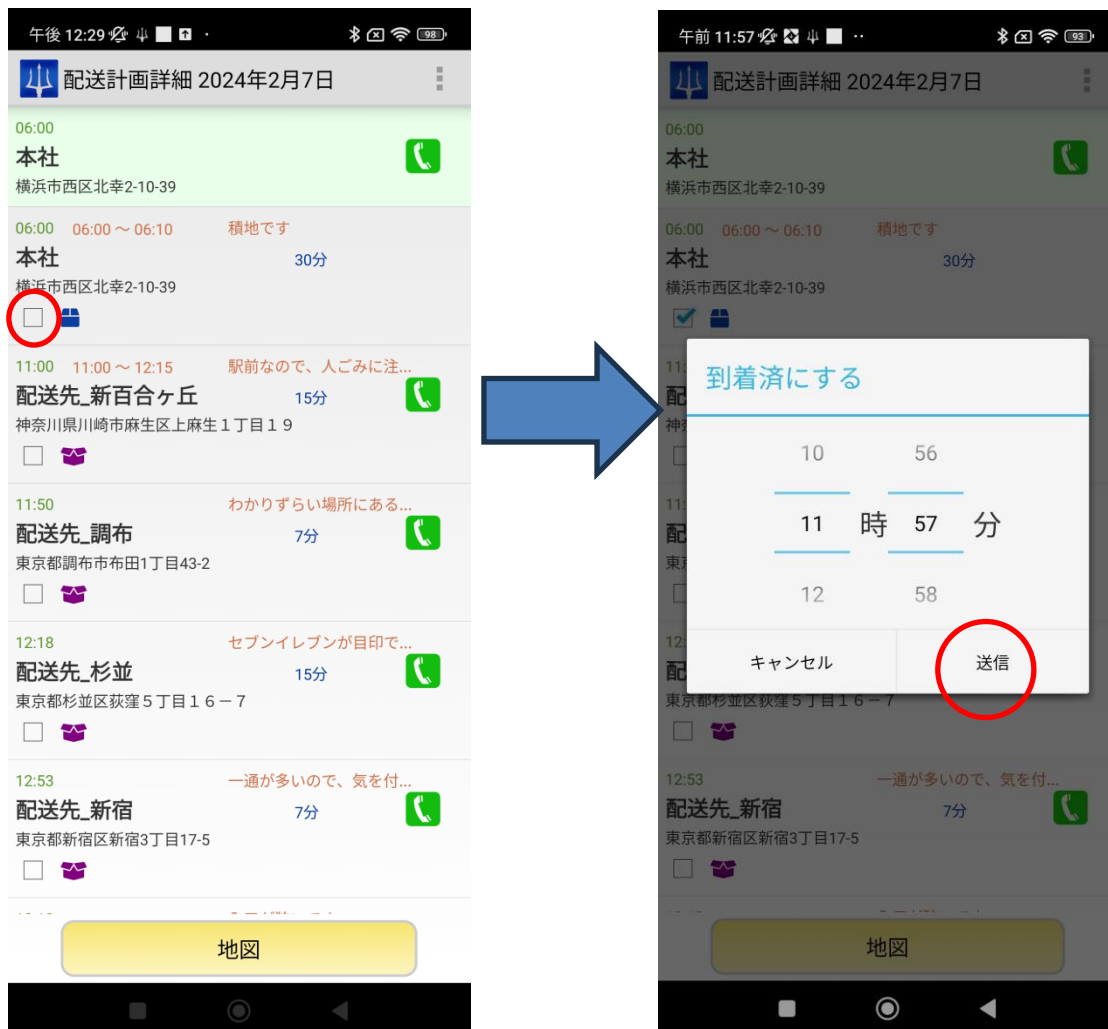 午後 12:29
98
配送計画詳細 2024年2月7日
06:00
本社
横浜市西区北幸2-10-39
06:00 06:00 ～ 06:10 積地です
本社 30分
横浜市西区北幸2-10-39
11:00 11:00 ～ 12:15 駅前なので、人ごみに注...
配送先_新百合ヶ丘 15分
神奈川県川崎市麻生区上麻生１丁目１９
11:50 わかりずらい場所にある...
配送先_調布 7分
東京都調布市布田1丁目43-2
12:18 セブンイレブンが目印で...
配送先_杉並 15分
東京都杉並区荻窪５丁目１６－７
12:53 一通が多いので、気を付...
配送先_新宿 7分
東京都新宿区新宿3丁目17-5
地図
午前 11:57
93
配送計画詳細 2024年2月7日
06:00
本社
横浜市西区北幸2-10-39
06:00 06:00 ～ 06:10 積地です
本社 30分
横浜市西区北幸2-10-39
到着済にする
10 56
11 時 57 分
12 58
キャンセル 送信
東京都杉並区荻窪５丁目１６－７
12:53 一通が多いので、気を付...
配送先_新宿 7分
東京都新宿区新宿3丁目17-5
地図